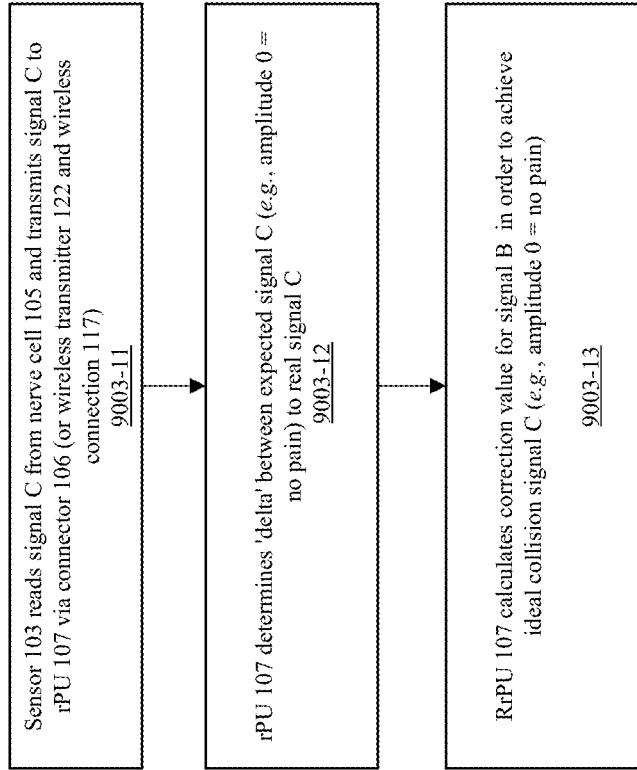 Sensor 103 reads signal C from nerve cell 105 and transmits signal C to
rPU 107 via connector 106 (or wireless transmitter 122 and wireless
connection 117)
9003-11
rPU 107 determines 'delta' between expected signal C (e.g., amplitude 0 =
no pain) to real signal C
9003-12
RrPU 107 calculates correction value for signal B in order to achieve
ideal collision signal C (e.g., amplitude 0 = no pain)
9003-13